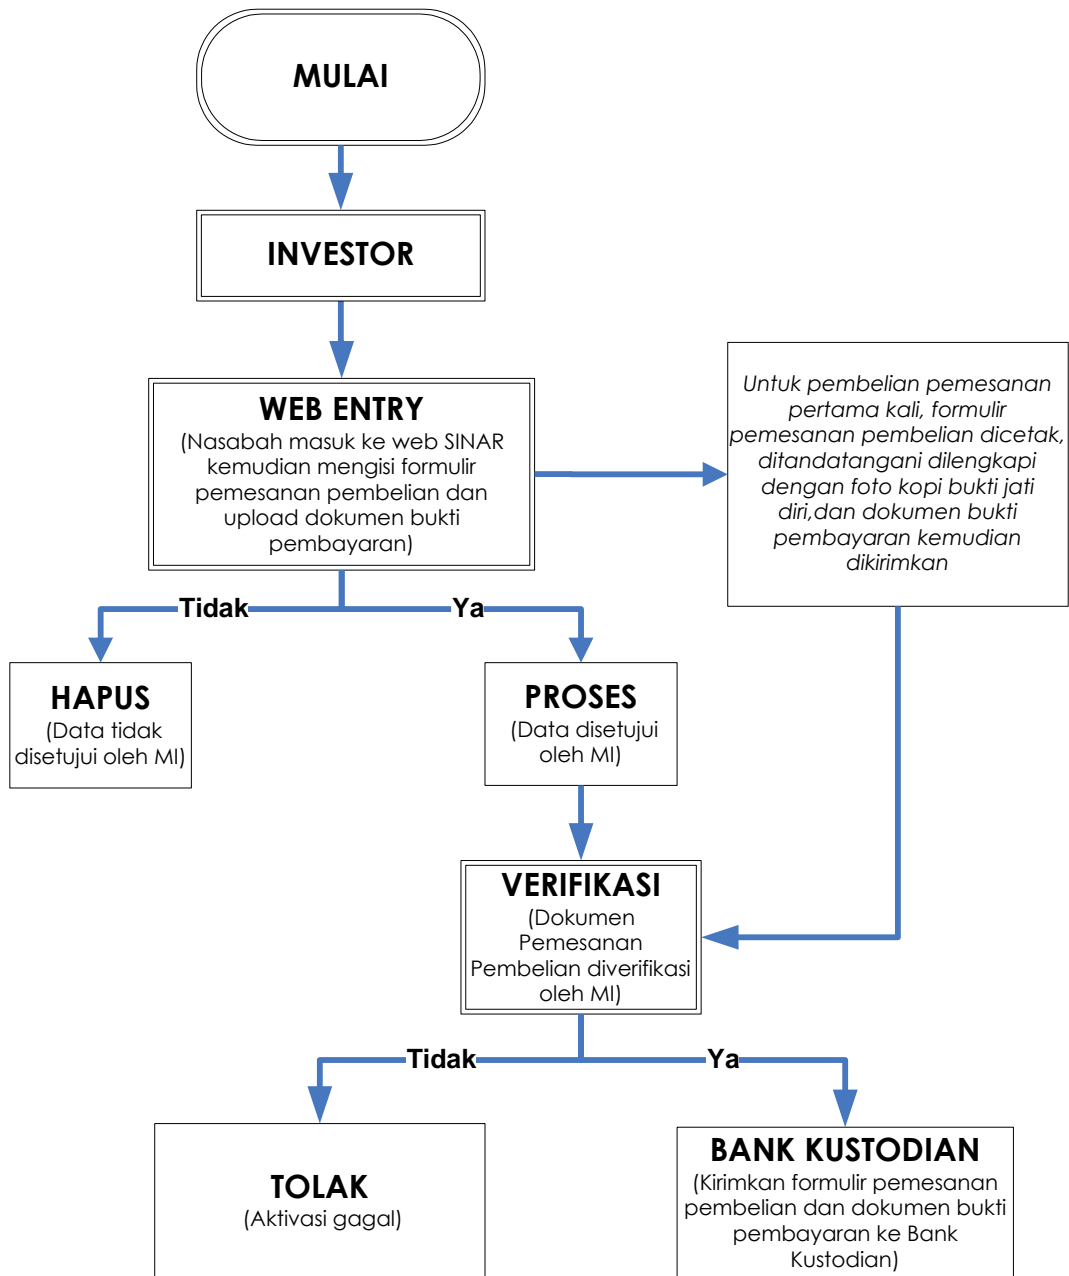 MULAI
INVESTOR
WEB ENTRY
(Nasabah masuk ke web SINAR
kemudian mengisi formulir
pemesanan pembelian dan
upload dokumen bukti
pembayaran)
Untuk pembelian pemesanan
pertama kali, formulir
pemesanan pembelian dicetak,
ditandatangani dilengkapi
dengan foto kopi bukti jati
diri,dan dokumen bukti
pembayaran kemudian
dikirimkan
Tidak
Ya
HAPUS
(Data tidak
disetujui oleh MI)
PROSES
(Data disetujui
oleh MI)
VERIFIKASI
(Dokumen
Pemesanan
Pembelian diverifikasi
oleh MI)
Tidak
Ya
TOLAK
(Aktivasi gagal)
BANK KUSTODIAN
(Kirimkan formulir pemesanan
pembelian dan dokumen bukti
pembayaran ke Bank
Kustodian)